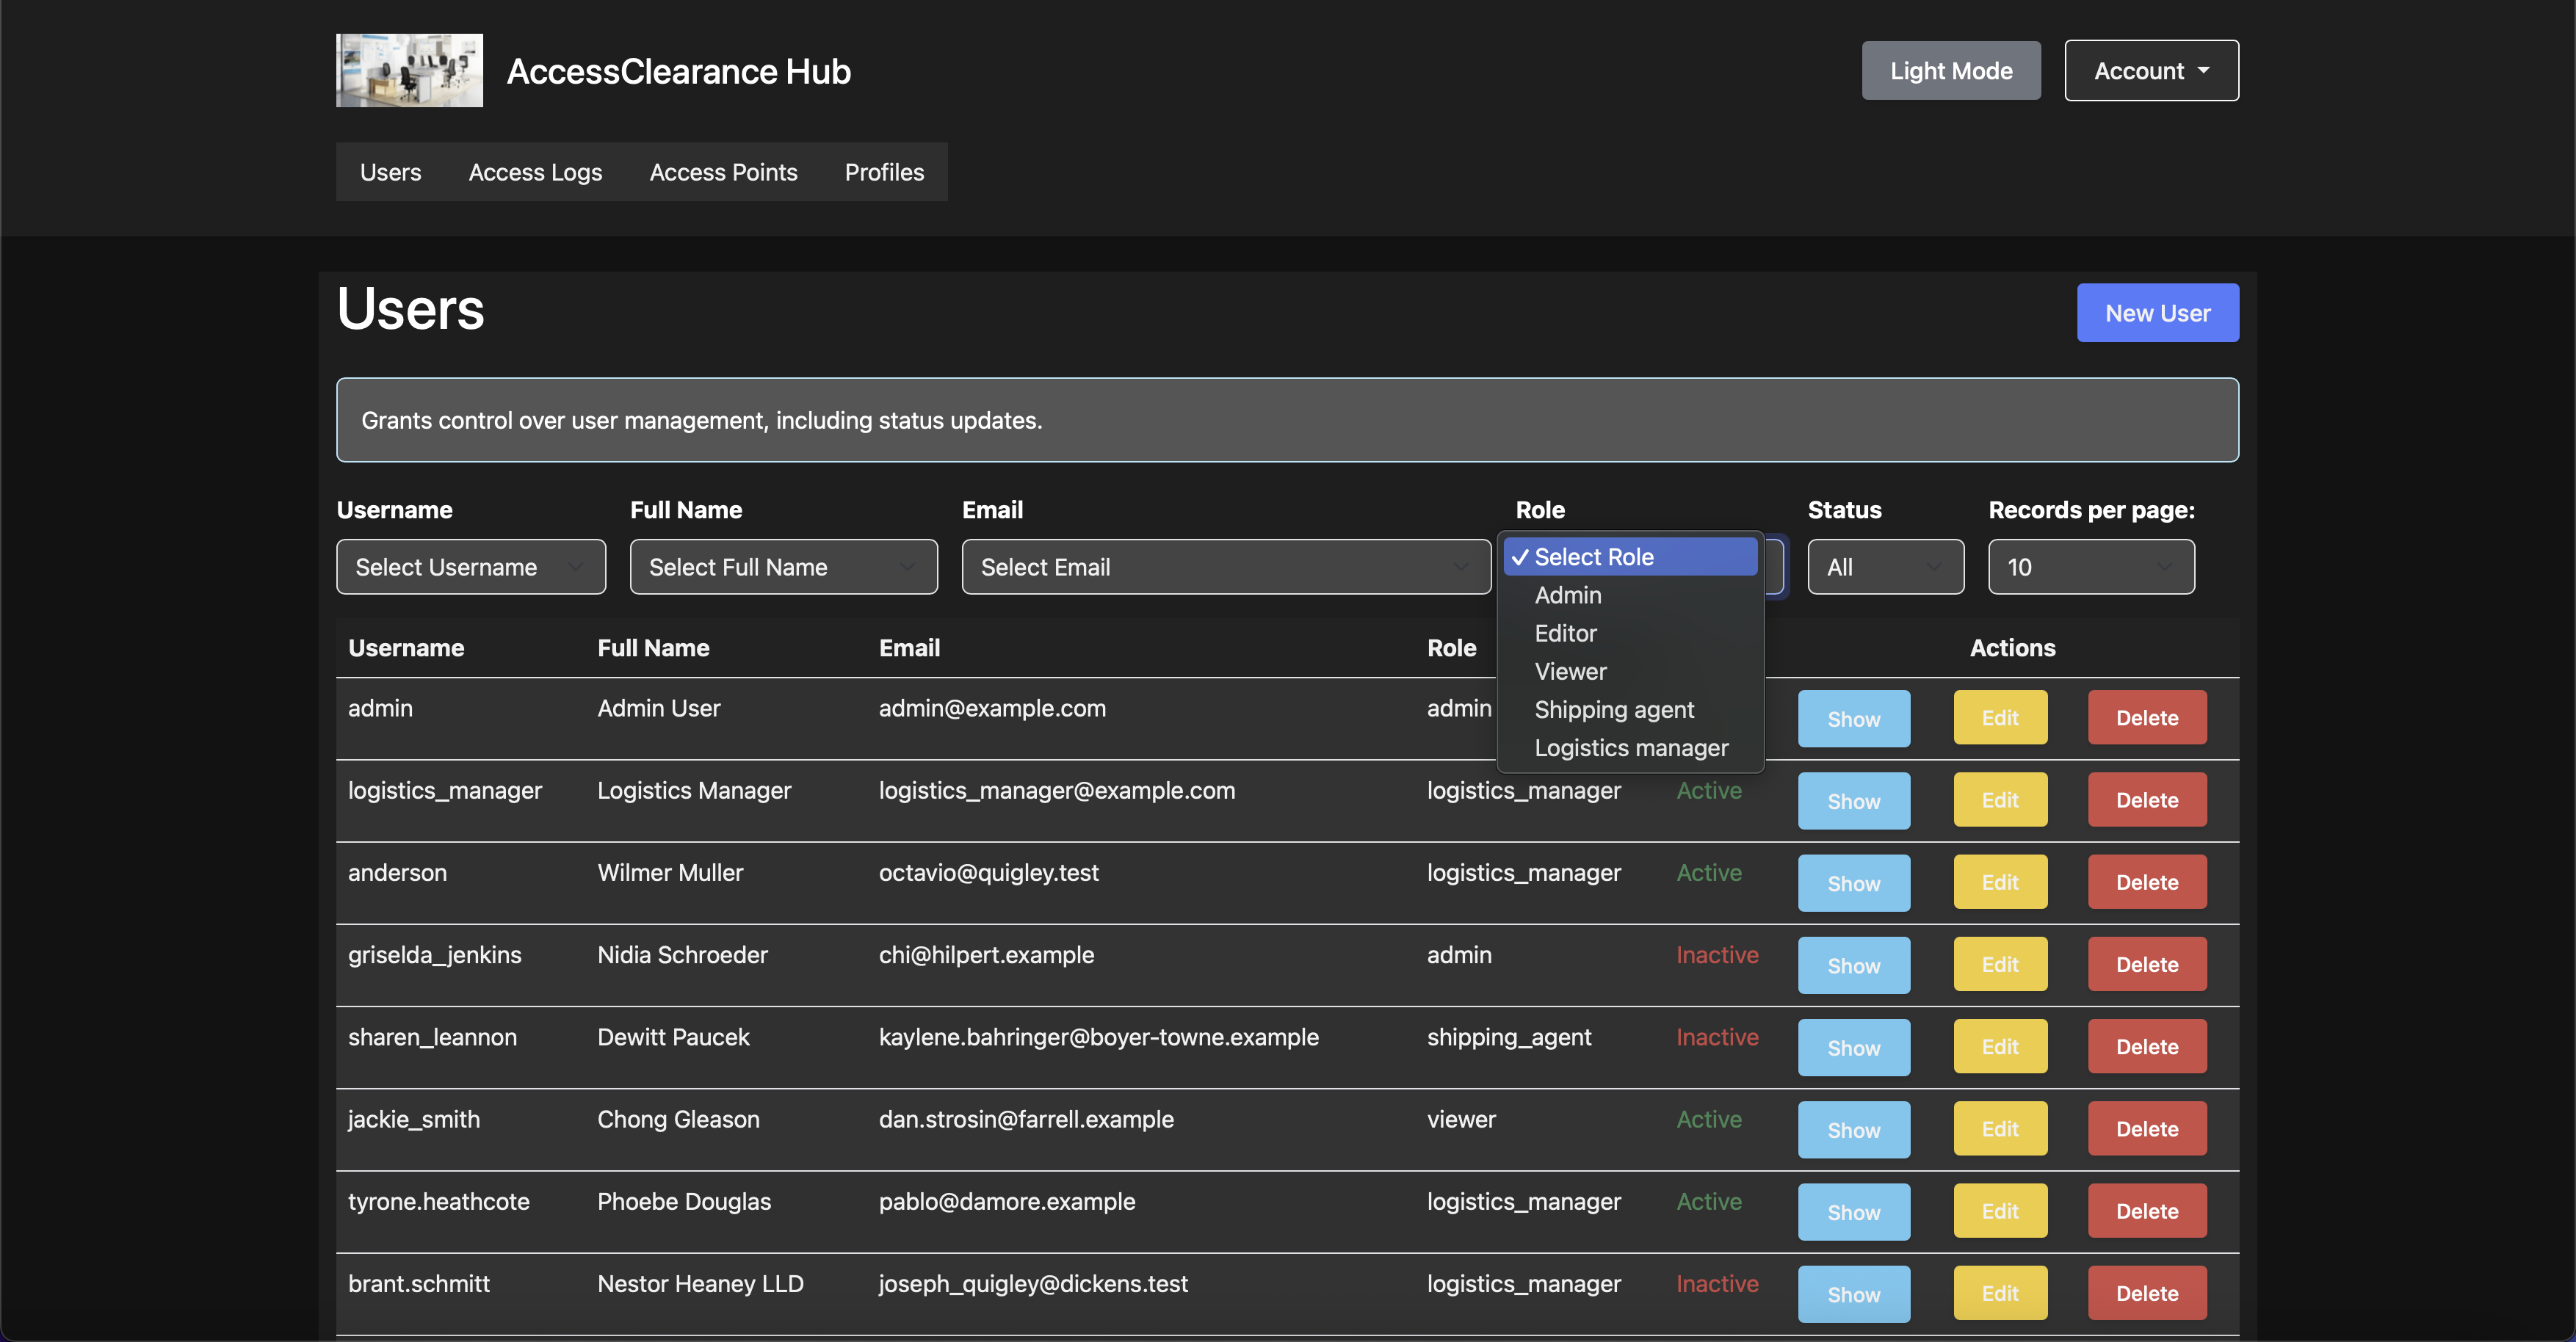 AccessClearance Hub
Light Mode
Account
Users Access Logs Access Points Profiles
Users
New User
Grants control over user management, including status updates.
Username Full Name Email Role Status Records per page:
Select Username Select Full Name Select Email All 10
✓ Select Role
Admin
Editor
Viewer
Shipping agent
Logistics manager
Username Full Name Email Role Actions
admin Admin User admin@example.com admin Show Edit Delete
logistics_manager Logistics Manager logistics_manager@example.com logistics_manager Active Show Edit Delete
anderson Wilmer Muller octavio@quigley.test logistics_manager Active Show Edit Delete
griselda_jenkins Nidia Schroeder chi@hilpert.example admin Inactive Show Edit Delete
sharen_leannon Dewitt Paucek kaylene.bahringer@boyer-towne.example shipping_agent Inactive Show Edit Delete
jackie_smith Chong Gleason dan.strosin@farrell.example viewer Active Show Edit Delete
tyrone.heathcote Phoebe Douglas pablo@damore.example logistics_manager Active Show Edit Delete
brant.schmitt Nestor Heaney LLD joseph_quigley@dickens.test logistics_manager Inactive Show Edit Delete